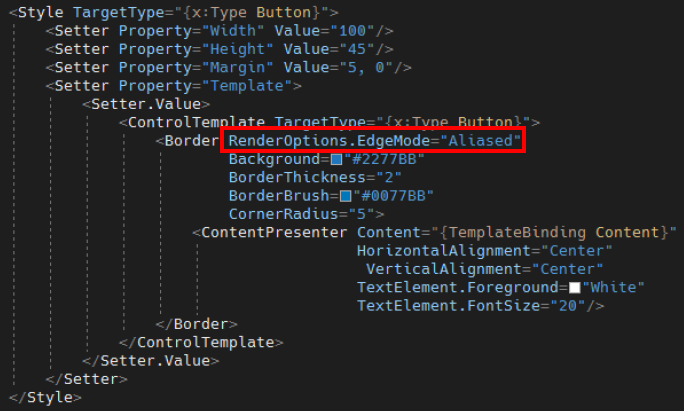 <Style TargetType="{x:Type Button}">
<Setter Property="Width" Value="100"/>
<Setter Property="Height" Value="45"/>
<Setter Property="Margin" Value="5, 0"/>
<Setter Property="Template">
<Setter.Value>
<ControlTemplate TargetType="{x:Type Button}">
<Border RenderOptions.EdgeMode="Aliased"
Background="#2277BB"
BorderThickness="2"
BorderBrush="#0077BB"
CornerRadius="5">
<ContentPresenter Content="{TemplateBinding Content}"
HorizontalAlignment="Center"
VerticalAlignment="Center"
TextElement.Foreground="White"
TextElement.FontSize="20"/>
</Border>
</ControlTemplate>
</Setter.Value>
</Setter>
</Style>